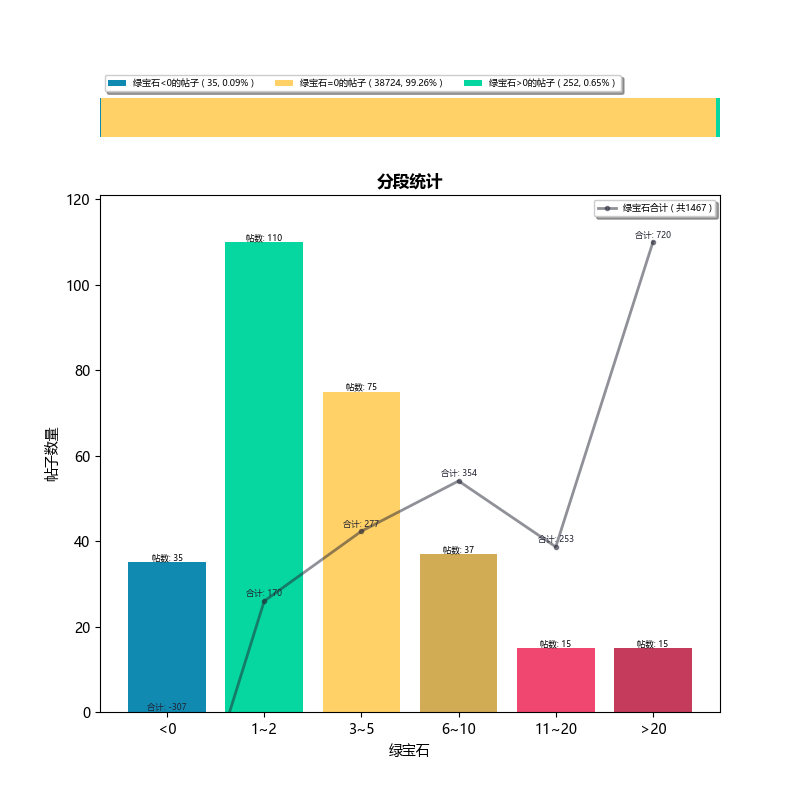 绿宝石<0的帖子 ( 35, 0.09% ) 绿宝石=0的帖子 ( 38724, 99.26% ) 绿宝石>0的帖子 ( 252, 0.65% )
分段统计
绿宝石合计 ( 共1467 )
120
100
80
60
40
20
0
帖子数量
帖数: 35
帖数: 110
帖数: 75
帖数: 37
帖数: 15
帖数: 15
合计: -307
合计: 170
合计: 277
合计: 354
合计: 253
合计: 720
<0 1~2 3~5 6~10 11~20 >20
绿宝石